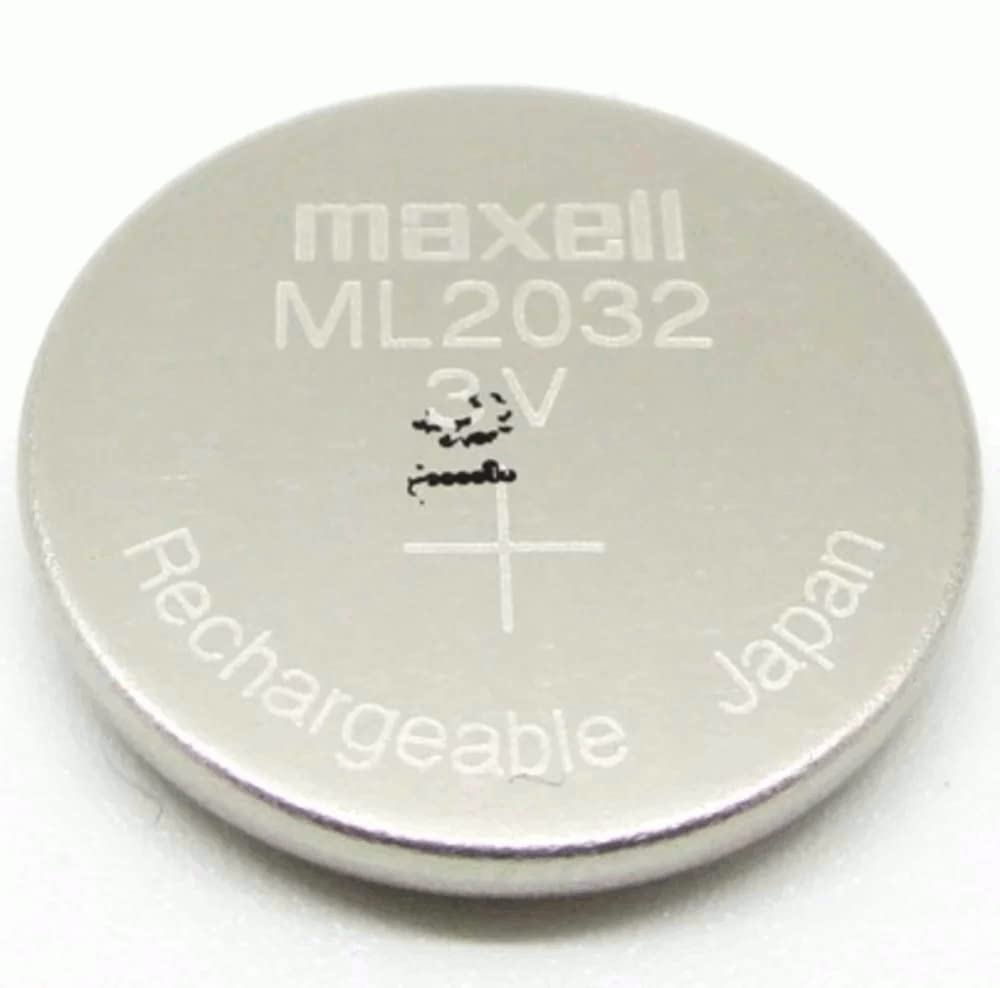 maxell
ML2032
3V
+
Rechargeable
Japan